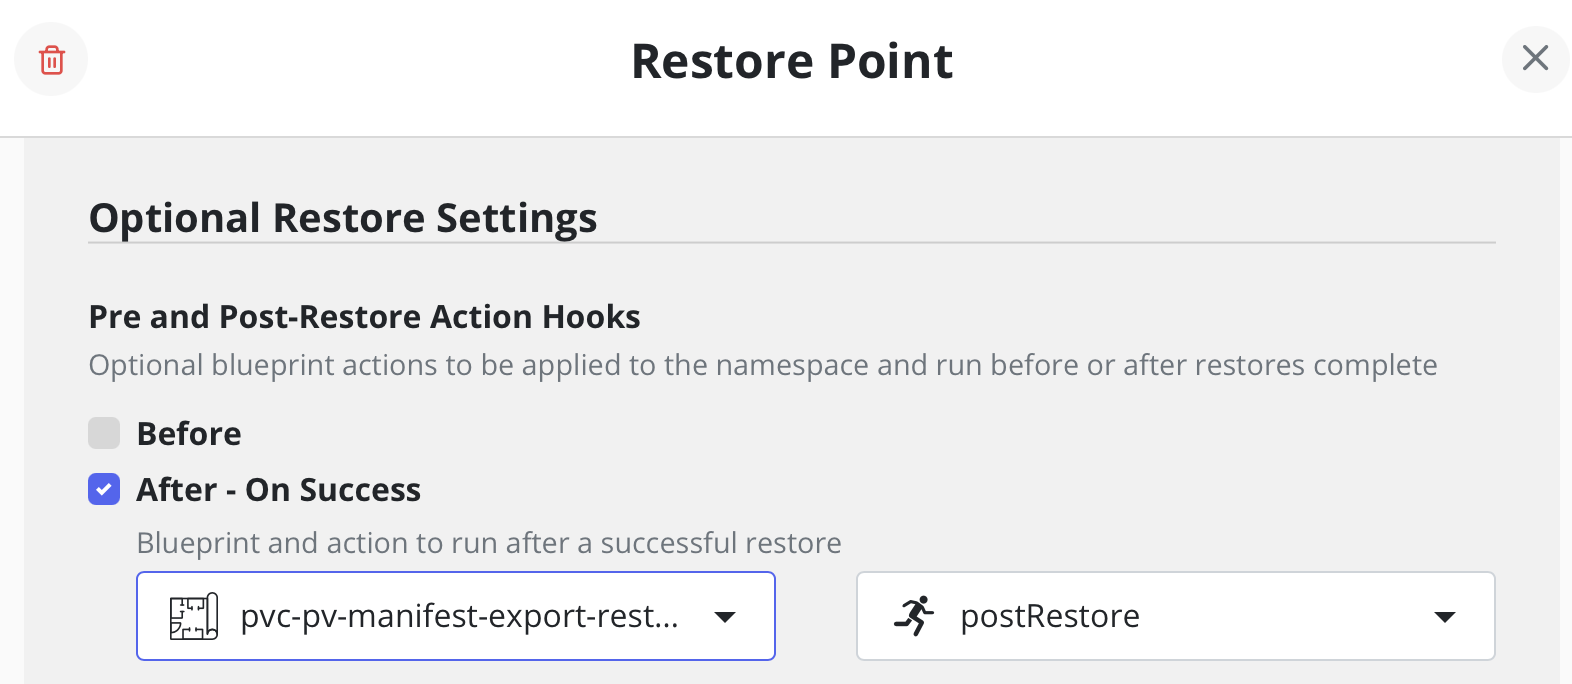 Restore Point
Optional Restore Settings
Pre and Post-Restore Action Hooks
Optional blueprint actions to be applied to the namespace and run before or after restores complete
Before
After - On Success
Blueprint and action to run after a successful restore
pvc-pv-manifest-export-rest... postRestore